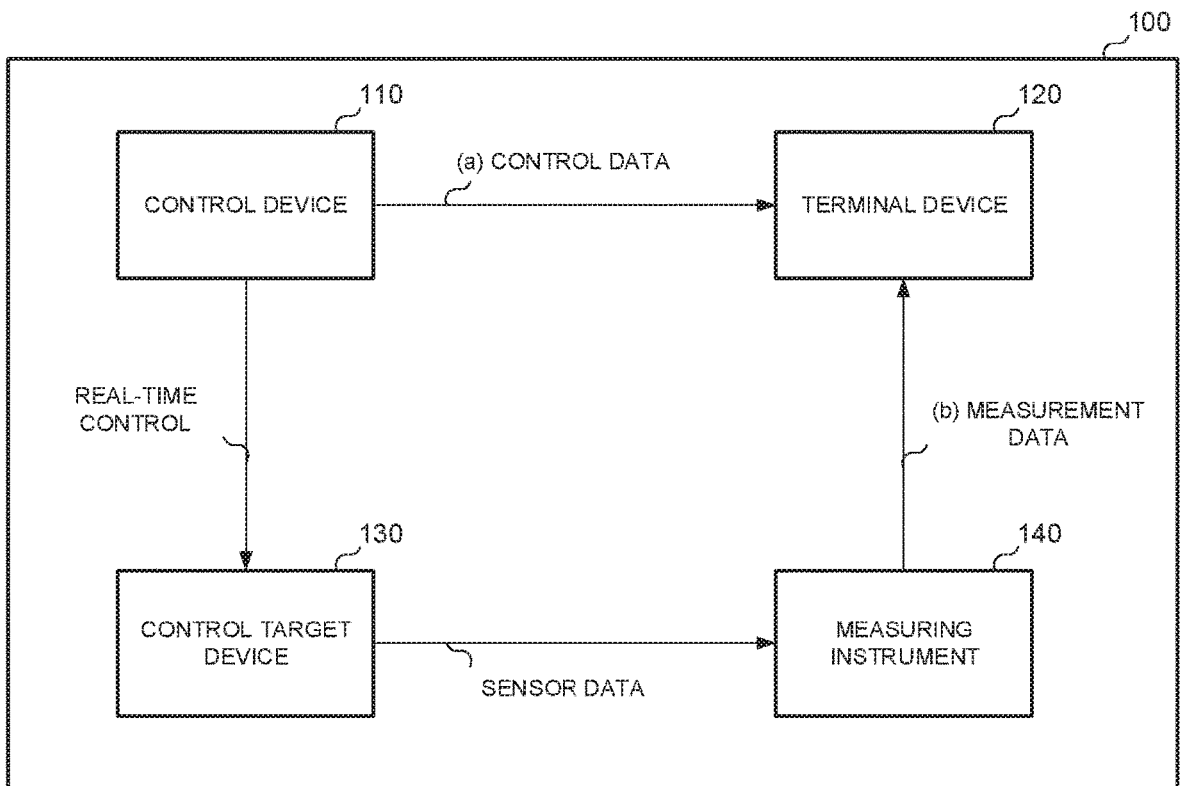 100
110
120
CONTROL DEVICE
(a) CONTROL DATA
TERMINAL DEVICE
REAL-TIME
CONTROL
(b) MEASUREMENT
DATA
130
140
CONTROL TARGET
DEVICE
SENSOR DATA
MEASURING
INSTRUMENT